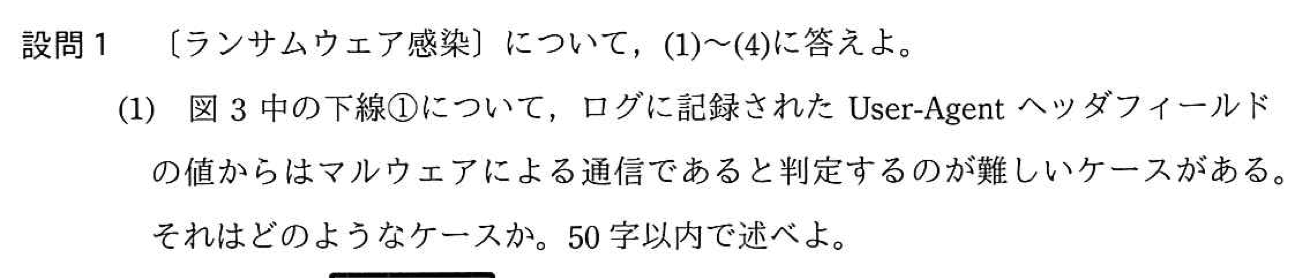 設問1 〔ランサムウェア感染〕について，(1)～(4)に答えよ。
(1) 図 3 中の下線①について，ログに記録された User-Agent ヘッダフィールド
の値からはマルウェアによる通信であると判定するのが難しいケースがある。
それはどのようなケースか。50 字以内で述べよ。